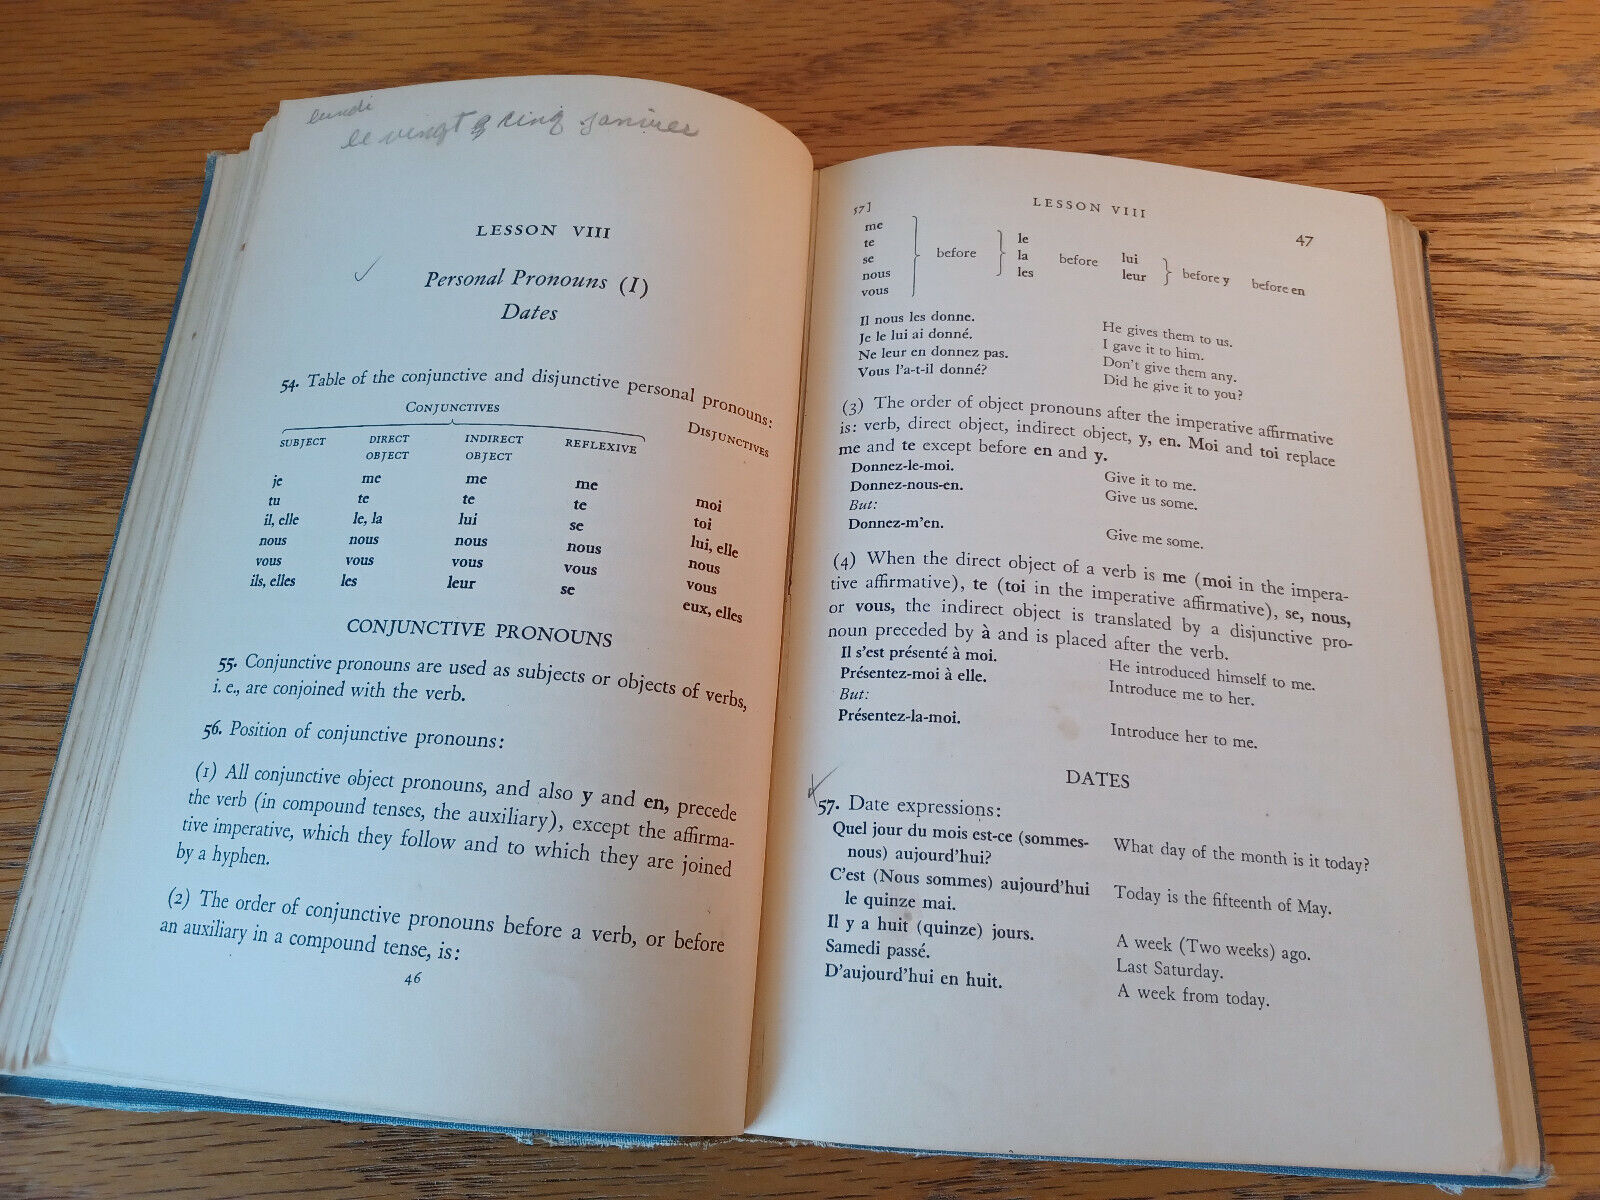 lundi
le vingt cinq janvier
LESSON VIII
Personal Pronouns (I)
Dates
54. Table of the conjunctive and disjunctive personal pronouns:
CONJUNCTIVES DISJUNCTIVES
SUBJECT DIRECT OBJECT INDIRECT OBJECT REFLEXIVE
je me me me moi
tu te te te toi
il, elle le, la lui se lui, elle
nous nous nous nous nous
vous vous vous vous vous
ils, elles les leur se eux, elles
CONJUNCTIVE PRONOUNS
55. Conjunctive pronouns are used as subjects or objects of verbs,
i. e., are conjoined with the verb.
56. Position of conjunctive pronouns:
(1) All conjunctive object pronouns, and also y and en, precede
the verb (in compound tenses, the auxiliary), except the affirma-
tive imperative, which they follow and to which they are joined
by a hyphen.
(2) The order of conjunctive pronouns before a verb, or before
an auxiliary in a compound tense, is:
46
57] LESSON VIII 47
me
te
se
nous
vous
before
le
la
les
before
lui
leur
before y
before en
Il nous les donne. He gives them to us.
Je le lui ai donné. I gave it to him.
Ne leur en donnez pas. Don't give them any.
Vous l'a-t-il donné? Did he give it to you?
(3) The order of object pronouns after the imperative affirmative
is: verb, direct object, indirect object, y, en. Moi and toi replace
me and te except before en and y.
Donnez-le-moi. Give it to me.
Donnez-nous-en. Give us some.
But:
Donnez-m'en. Give me some.
(4) When the direct object of a verb is me (moi in the impera-
tive affirmative), te (toi in the imperative affirmative), se, nous,
or vous, the indirect object is translated by a disjunctive pro-
noun preceded by à and is placed after the verb.
Il s'est présenté à moi. He introduced himself to me.
Présentez-moi à elle. Introduce me to her.
But:
Présentez-la-moi. Introduce her to me.
DATES
57. Date expressions:
Quel jour du mois est-ce (sommes-
nous) aujourd'hui? What day of the month is it today?
C'est (Nous sommes) aujourd'hui
le quinze mai. Today is the fifteenth of May.
Il y a huit (quinze) jours. A week (Two weeks) ago.
Samedi passé. Last Saturday.
D'aujourd'hui en huit. A week from today.